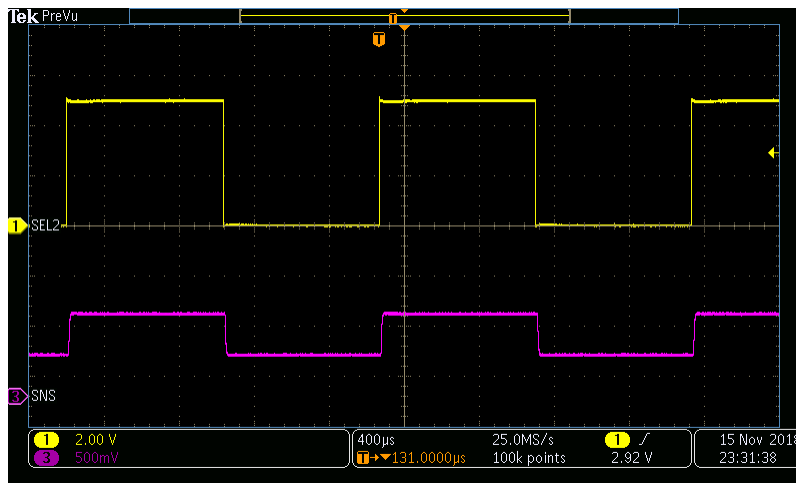 Tek PreVu
T
T
1 SEL2
3 SNS
1 2.00 V 400µs 25.0MS/s 1 2.92 V 15 Nov 2018
3 500mV T→▼131.0000µs 100k points 23:31:38